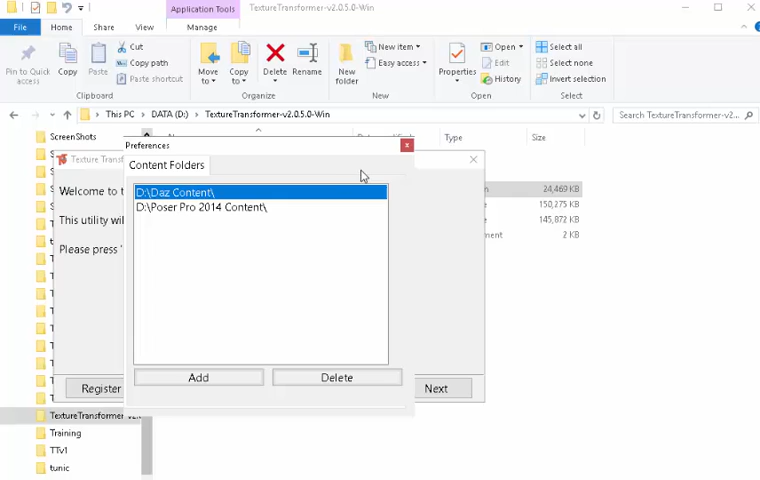 Application Tools
TextureTransformer-v2.0.5.0-Win
File Home Share View Manage
Pin to Quick access
Copy
Paste
Cut
Copy path
Paste shortcut
Clipboard
Move to
Copy to
Delete
Rename
Organize
New folder
New item
Easy access
New
Properties
Open
Edit
History
Open
Select all
Select none
Invert selection
Select
This PC > DATA (D:) > TextureTransformer-v2.0.5.0-Win
Search TextureTransformer-v2...
ScreenShots
Type
Size
Texture Transfor
Preferences
Content Folders
Welcome to t
This utility wil
Please press '
D:\Daz Content\
D:\Poser Pro 2014 Content\
24,469 KB
150,275 KB
145,872 KB
2 KB
Add
Delete
Register
Next
TextureTransformer-v2.
Training
TTv1
tunic